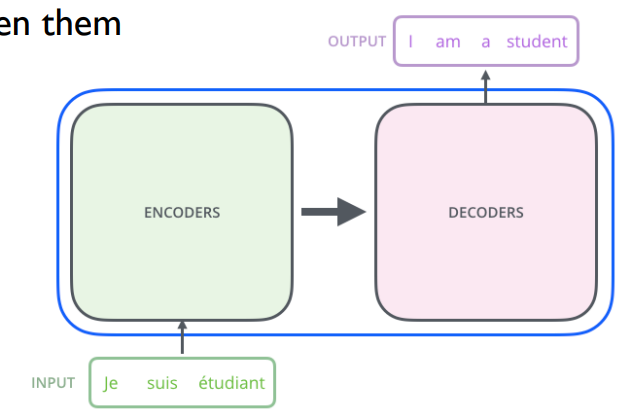 en them
OUTPUT I am a student
ENCODERS DECODERS
INPUT Je suis étudiant